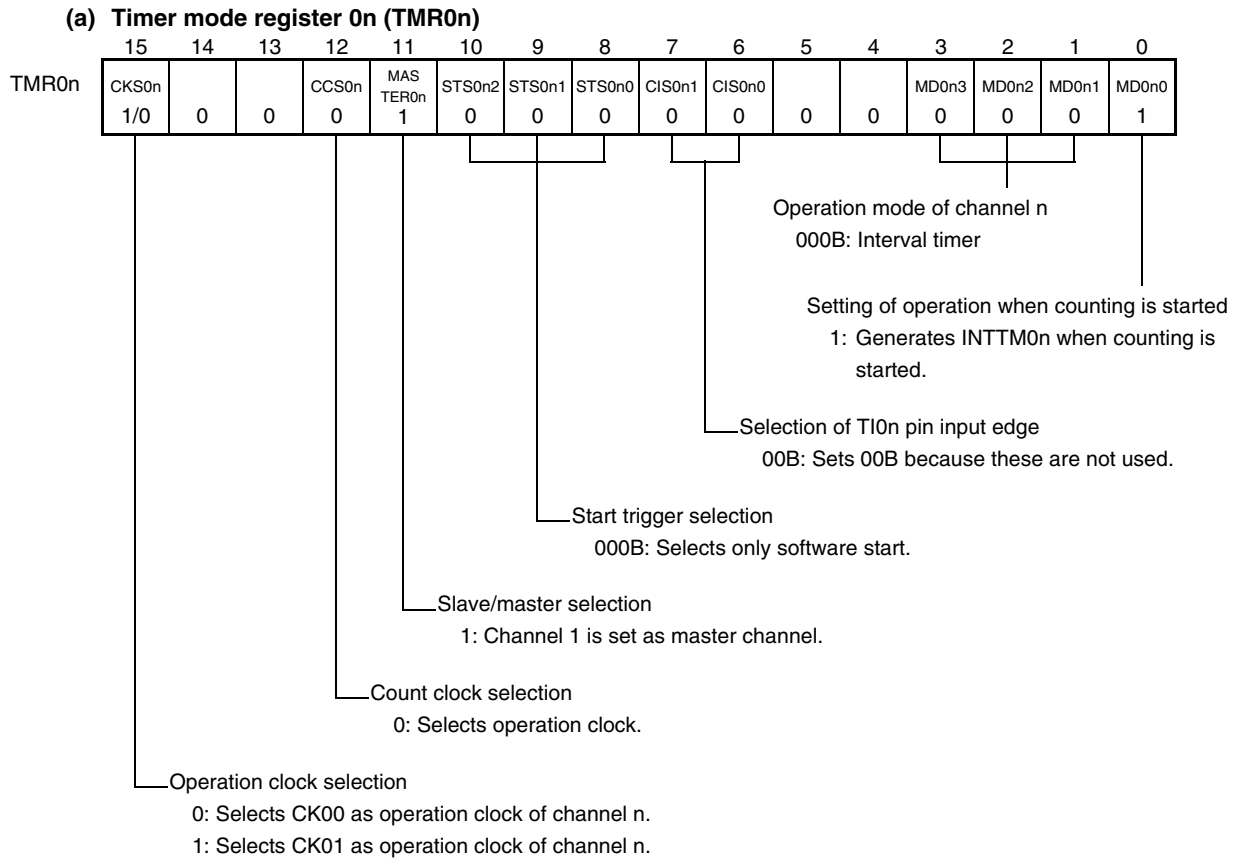 (a) Timer mode register 0n (TMR0n)
15 14 13 12 11 10 9 8 7 6 5 4 3 2 1 0
TMR0n CKS0n CCS0n MAS TER0n STS0n2 STS0n1 STS0n0 CIS0n1 CIS0n0 MD0n3 MD0n2 MD0n1 MD0n0
1/0 0 0 0 1 0 0 0 0 0 0 0 0 0 0 1
Operation mode of channel n
000B: Interval timer
Setting of operation when counting is started
1: Generates INTTM0n when counting is
started.
Selection of TI0n pin input edge
00B: Sets 00B because these are not used.
Start trigger selection
000B: Selects only software start.
Slave/master selection
1: Channel 1 is set as master channel.
Count clock selection
0: Selects operation clock.
Operation clock selection
0: Selects CK00 as operation clock of channel n.
1: Selects CK01 as operation clock of channel n.